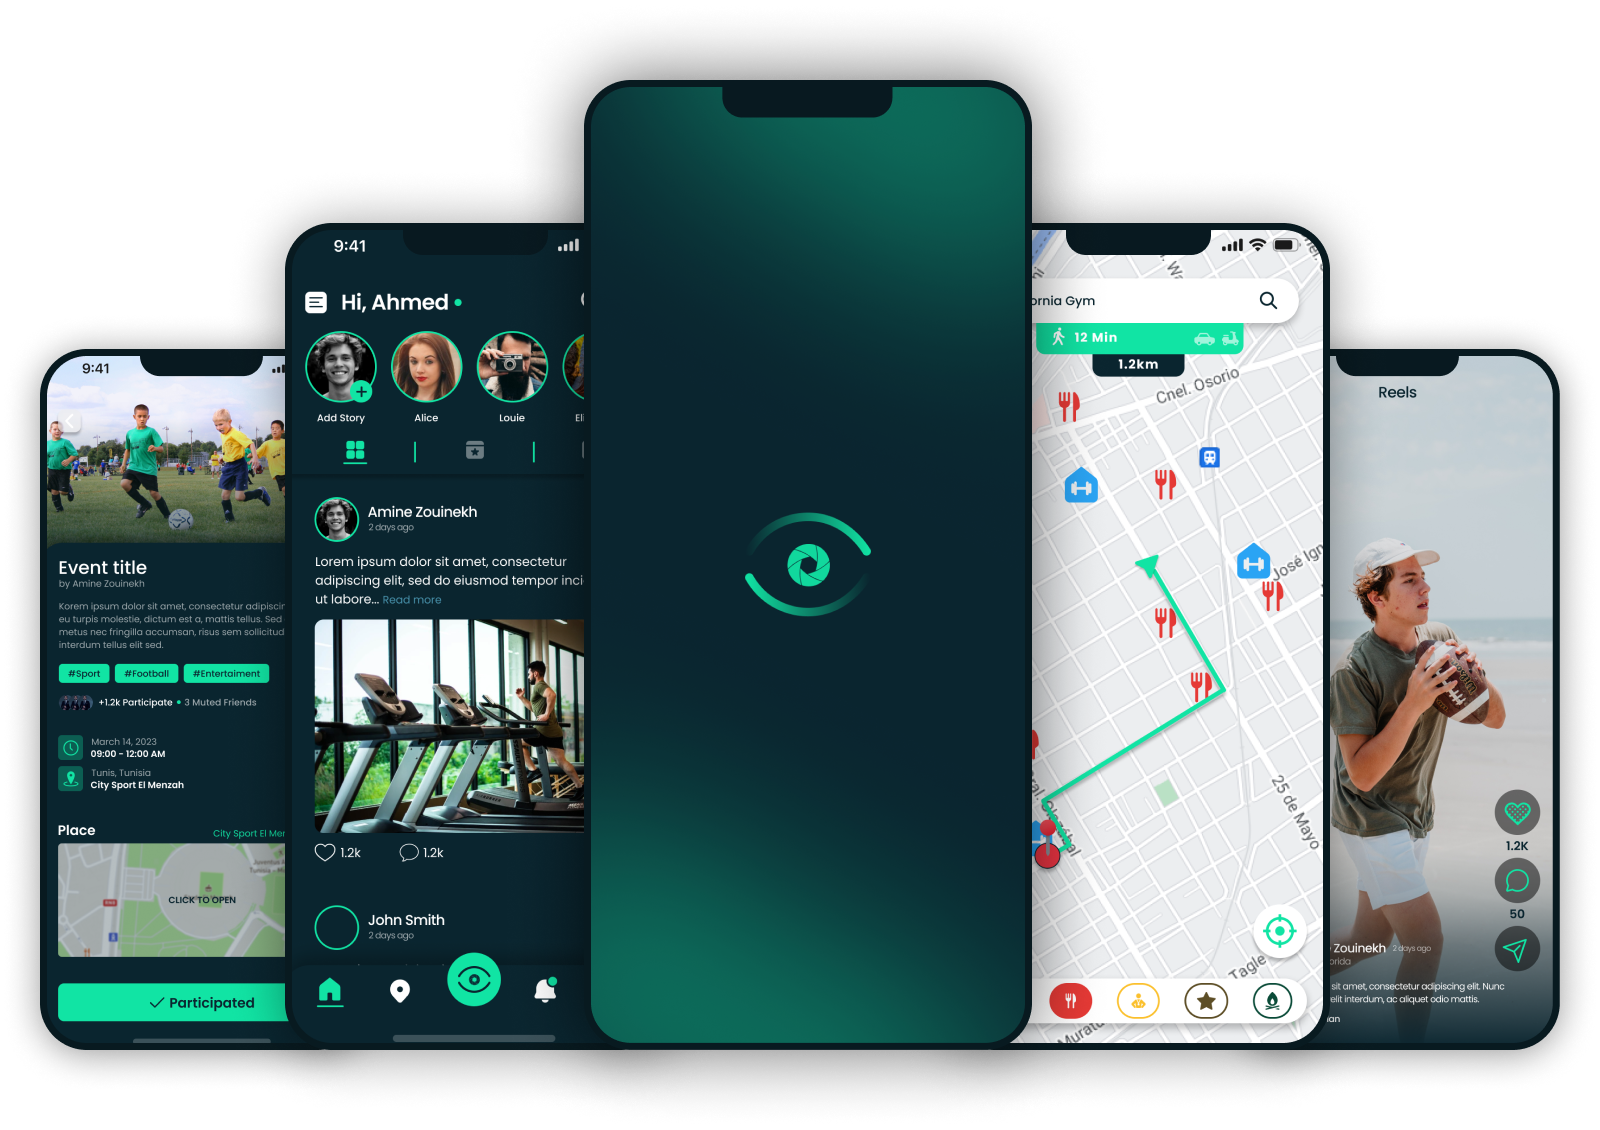 9:41
Event title
by Amine Zouinekh
Korem ipsum dolor sit amet, consectetur adipiscin
eu turpis molestie, dictum est a, mattis tellus. Sed
metus nec fringilla accumsan, risus sem sollicitud
interdum tellus elit sed.
#Sport #Football #Entertaiment
+1.2k Participate • 3 Muted Friends
March 14, 2023
09:00 - 12:00 AM
Tunis, Tunisia
City Sport El Menzah
Place
City Sport El Mer
CLICK TO OPEN
Participated
9:41
Hi, Ahmed
Add Story
Alice
Louie
Eli
Amine Zouinekh
2 days ago
Lorem ipsum dolor sit amet, consectetur
adipiscing elit, sed do eiusmod tempor inci
ut labore... Read more
1.2k
1.2k
John Smith
2 days ago
ornia Gym
12 Min
1.2km
Cnel. Osorio
José Ign
25 de Mayo
Tagle
Murato
Reels
1.2K
50
Zouinekh 2 days ago
orida
sit amet, consectetur adipiscing elit. Nunc
elit interdum, ac aliquet odio mattis.
an